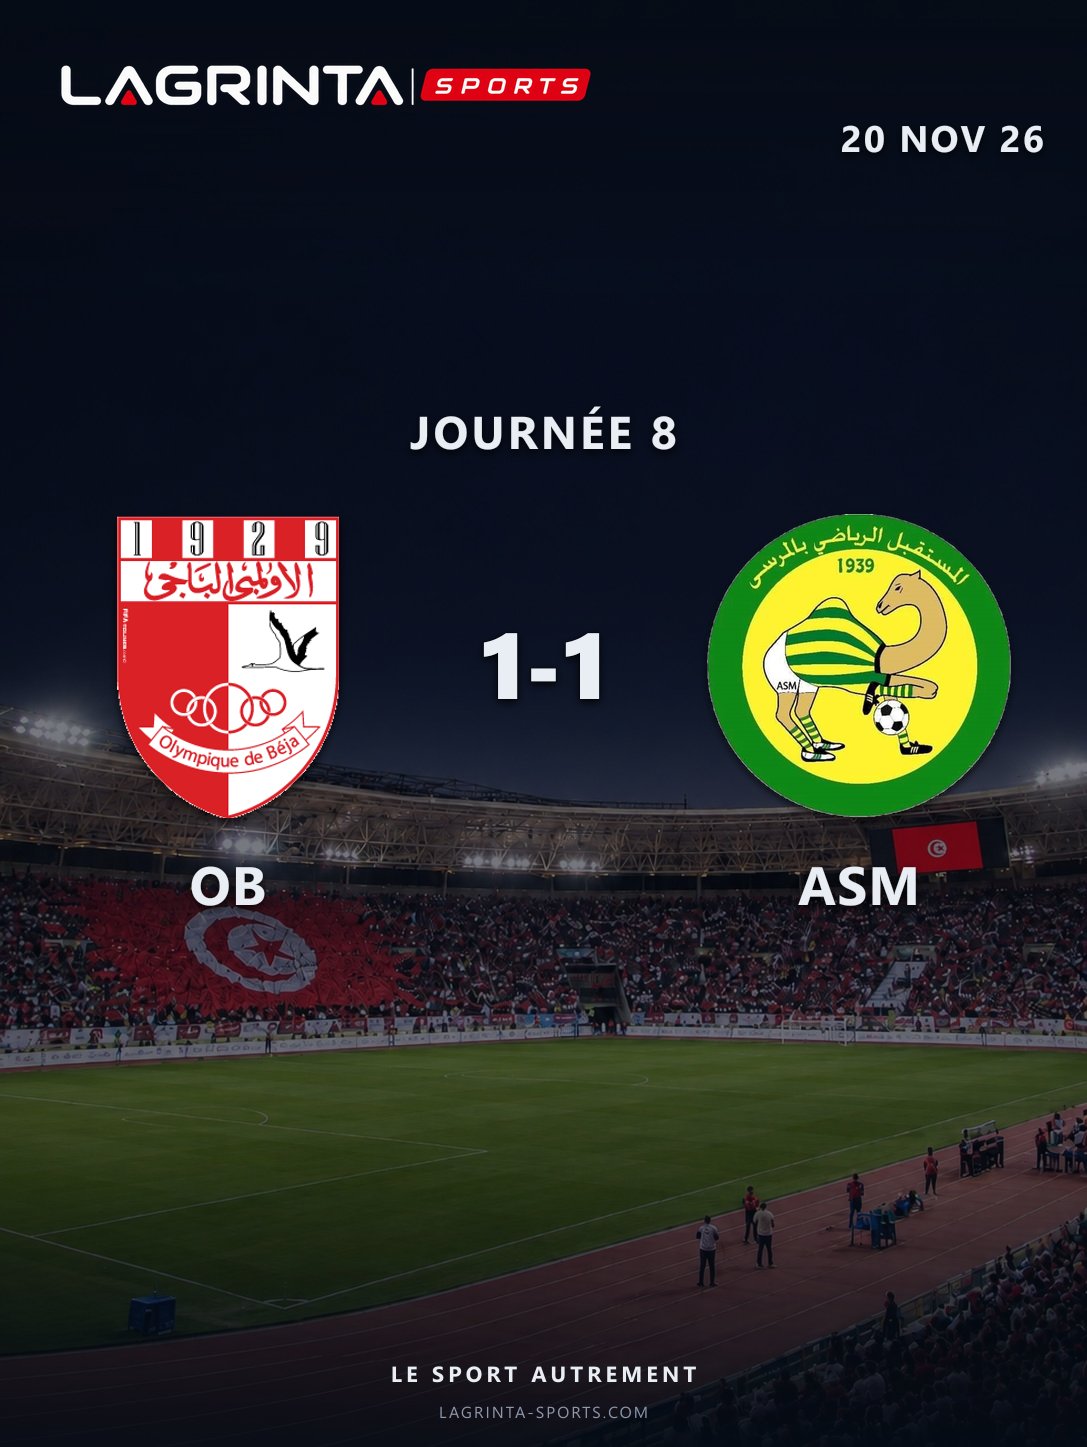 LAGRINTA SPORTS
20 NOV 26
JOURNÉE 8
1929
الأولمبي الباجي
Olympique de Béja
1-1
المستقبل الرياضي بالمرسى
1939
ASM
OB
ASM
LE SPORT AUTREMENT
LAGRINTA-SPORTS.COM